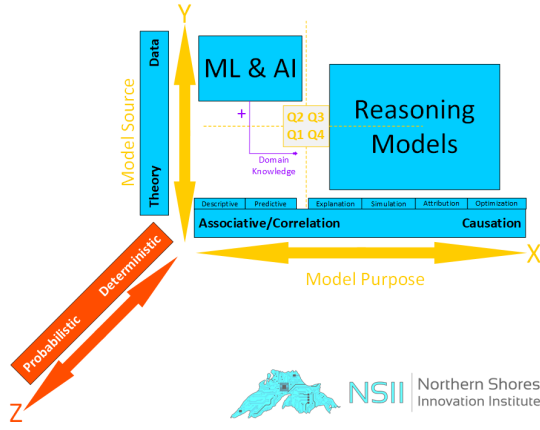 Y
Data
Model Source
Theory
ML & AI
+
Domain
Knowledge
Q2 Q3
Q1 Q4
Reasoning
Models
Descriptive
Predictive
Explanation
Simulation
Attribution
Optimization
Associative/Correlation
Causation
X
Model Purpose
Deterministic
Probabilistic
Z
NSII
Northern Shores
Innovation Institute